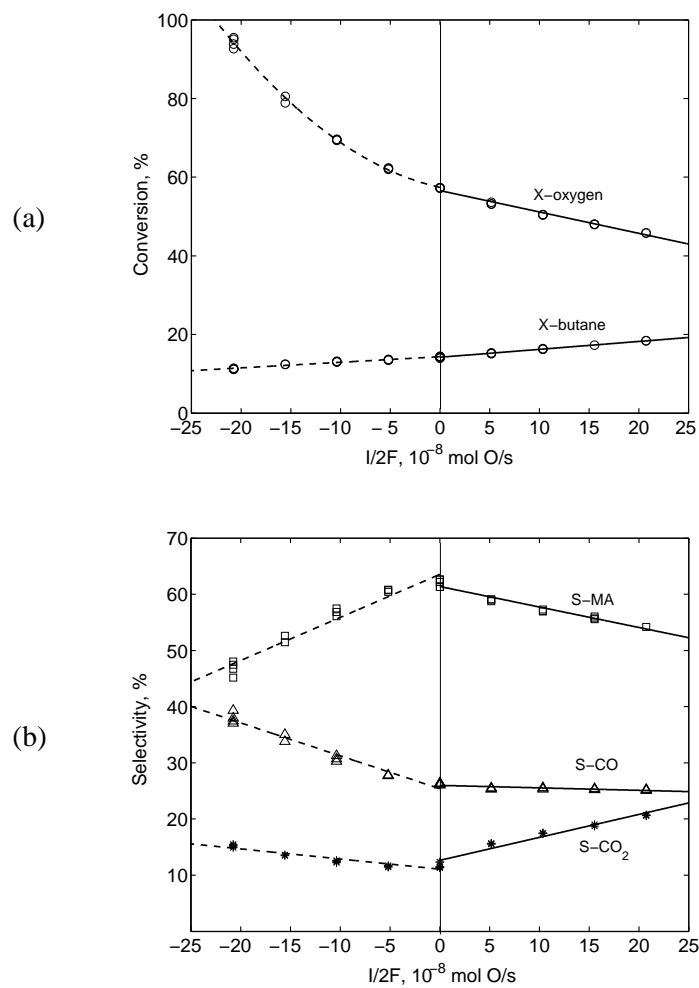 (a)
Conversion, %
100
80
60
40
20
0
X−oxygen
X−butane
−25 −20 −15 −10 − 5 0 5 10 15 20 25
I/2F, 10−8 mol O/s
(b)
Selectivity, %
70
60
50
40
30
20
10
S−MA
S−CO
S−CO2
−25 −20 −15 −10 −5 0 5 10 15 20 25
I/2F, 10−8 mol O/s